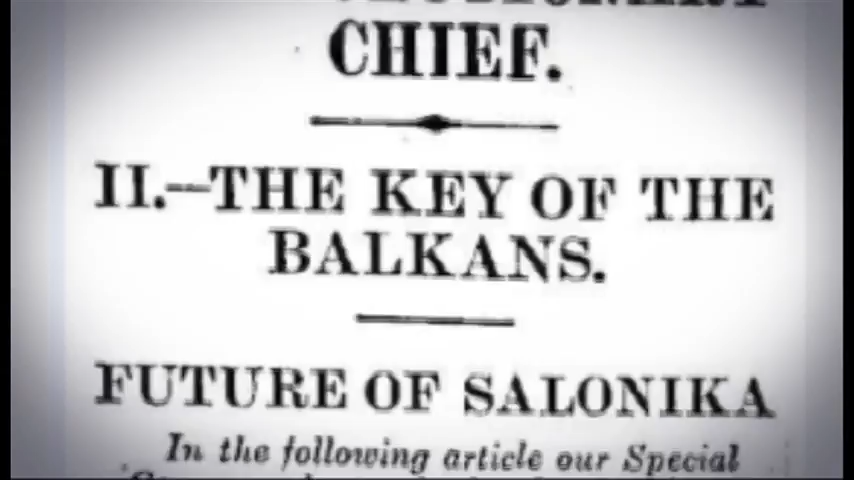 CHIEF.
II.—THE KEY OF THE
BALKANS.
FUTURE OF SALONIKA
In the following article our Special